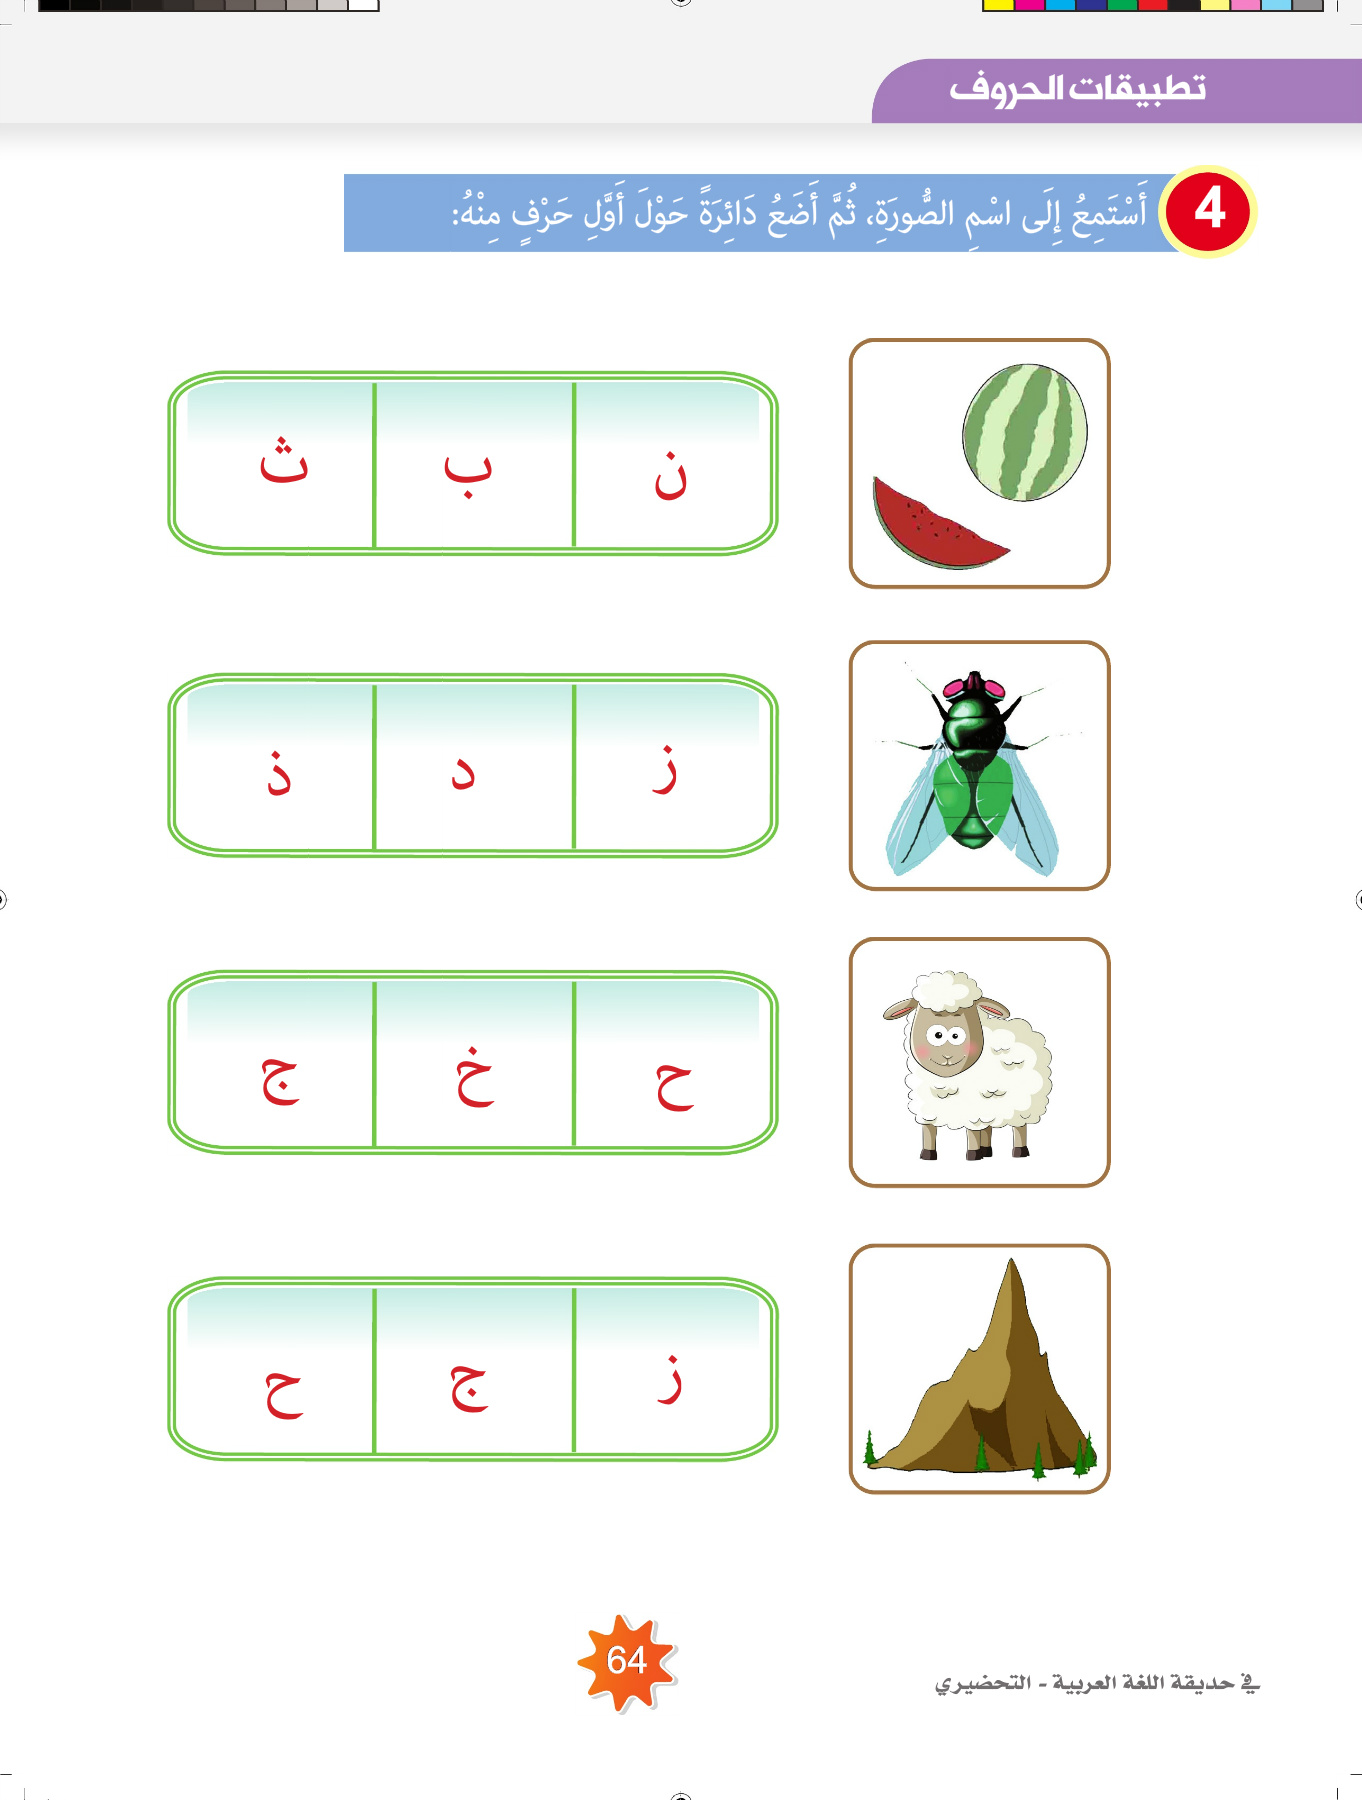 تطبيقات الحروف
4 أَسْتَمِعُ إِلَى اسْمِ الصُّورَةِ، ثُمَّ أَضَعُ دَائِرَةً حَوْلَ أَوَّلِ حَرْفٍ مِنْهُ:
ن ب ث
ز د ذ
ح خ ج
ز ج ح
64
في حديقة اللغة العربية - التحضيري